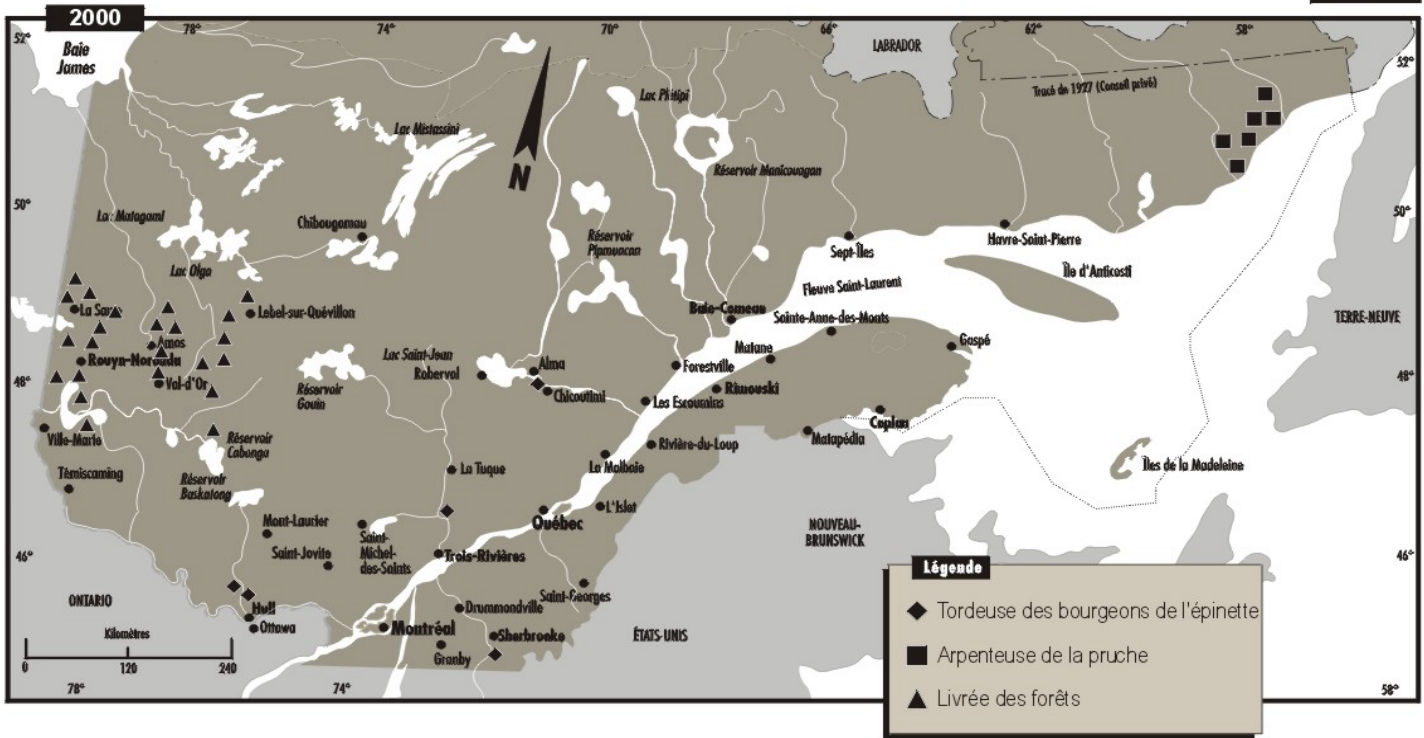 2000
78°
74°
70°
66°
62°
58°
52°
52°
Baie
James
LABRADOR
Tracé de 1927 (Conseil privé)
Lac Mistassini
Lac Plétipi
N
Réservoir Manicouagan
50°
50°
Lac Matagami
Chibougamau
Réservoir
Pipmuacan
Lac Olga
Sept-Îles
Havre-Saint-Pierre
Île d'Anticosti
Fleuve Saint-Laurent
La Sarre
Lebel-sur-Quévillon
Baie-Comeau
Sainte-Anne-des-Monts
TERRE-NEUVE
Amos
Matane
Gaspé
Rouyn-Noranda
Lac Saint-Jean
Alma
Forestville
48°
Val-d'Or
Roberval
48°
Réservoir
Gouin
Chicoutimi
Rimouski
Les Escoumins
Caplan
Ville-Marie
Réservoir
Cabonga
Rivière-du-Loup
Matapédia
La Malbaie
La Tuque
Îles de la Madeleine
Témiscaming
Réservoir
Baskatong
L'Islet
Québec
Mont-Laurier
NOUVEAU-
BRUNSWICK
Saint-Jovite
Saint-
Michel-
des-Saints
Trois-Rivières
46°
46°
Saint-Georges
ONTARIO
Hull
Drummondville
Ottawa
Montréal
Sherbrooke
ÉTATS-UNIS
Granby
Kilomètres
0 120 240
78°
74°
58°
Légende
Tordeuse des bourgeons de l'épinette
Arpenteuse de la pruche
Livrée des forêts